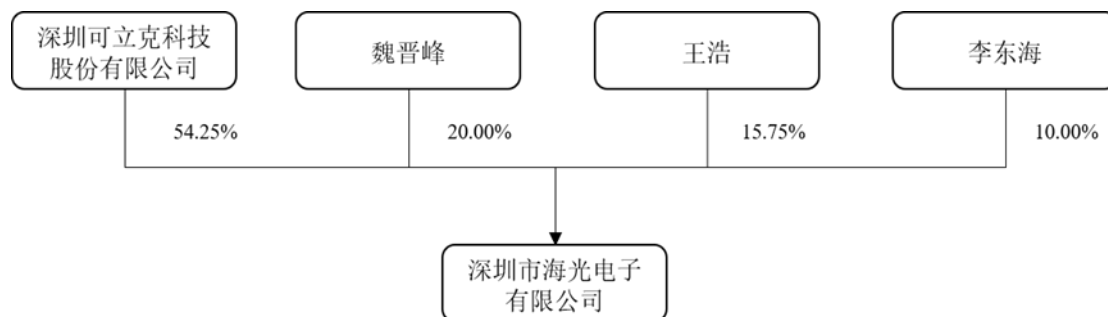 深圳可立克科技
股份有限公司
魏晋峰
王浩
李东海
54.25%
20.00%
15.75%
10.00%
深圳市海光电子
有限公司